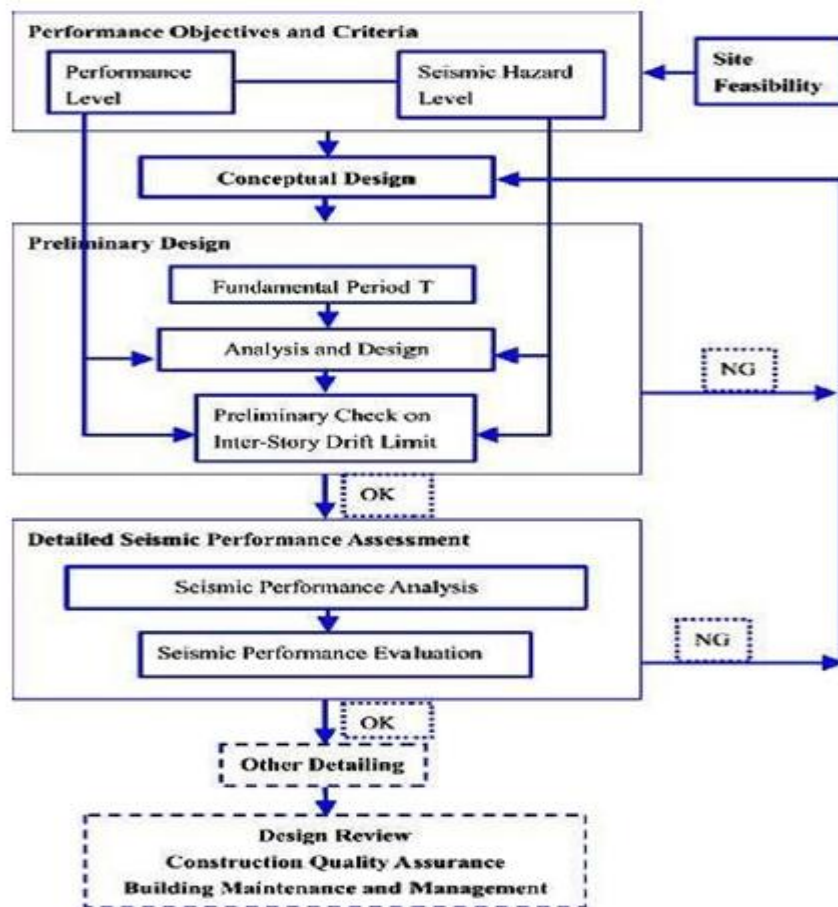 Performance Objectives and Criteria
Performance
Level
Seismic Hazard
Level
Site
Feasibility
Conceptual Design
Preliminary Design
Fundamental Period T
Analysis and Design
NG
Preliminary Check on
Inter-Story Drift Limit
OK
Detailed Seismic Performance Assessment
Seismic Performance Analysis
Seismic Performance Evaluation
NG
OK
Other Detailing
Design Review
Construction Quality Assurance
Building Maintenance and Management